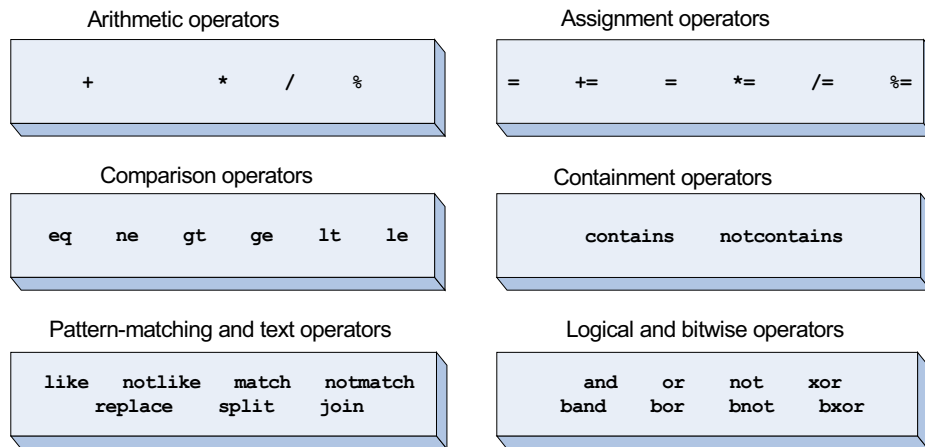 Arithmetic operators
+ * / %
Assignment operators
= += = *= /= %=
Comparison operators
eq ne gt ge lt le
Containment operators
contains notcontains
Pattern-matching and text operators
like notlike match notmatch
replace split join
Logical and bitwise operators
and or not xor
band bor bnot bxor